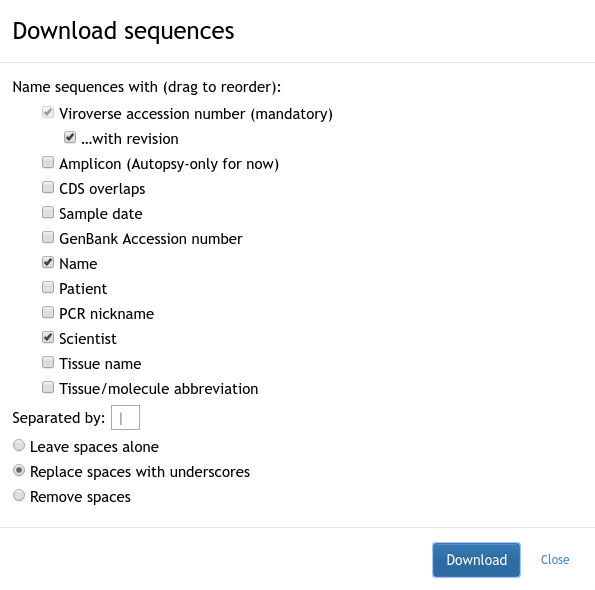 Download sequences
Name sequences with (drag to reorder):
Viroverse accession number (mandatory)
…with revision
Amplicon (Autopsy-only for now)
CDS overlaps
Sample date
GenBank Accession number
Name
Patient
PCR nickname
Scientist
Tissue name
Tissue/molecule abbreviation
Separated by: |
Leave spaces alone
Replace spaces with underscores
Remove spaces
Download Close